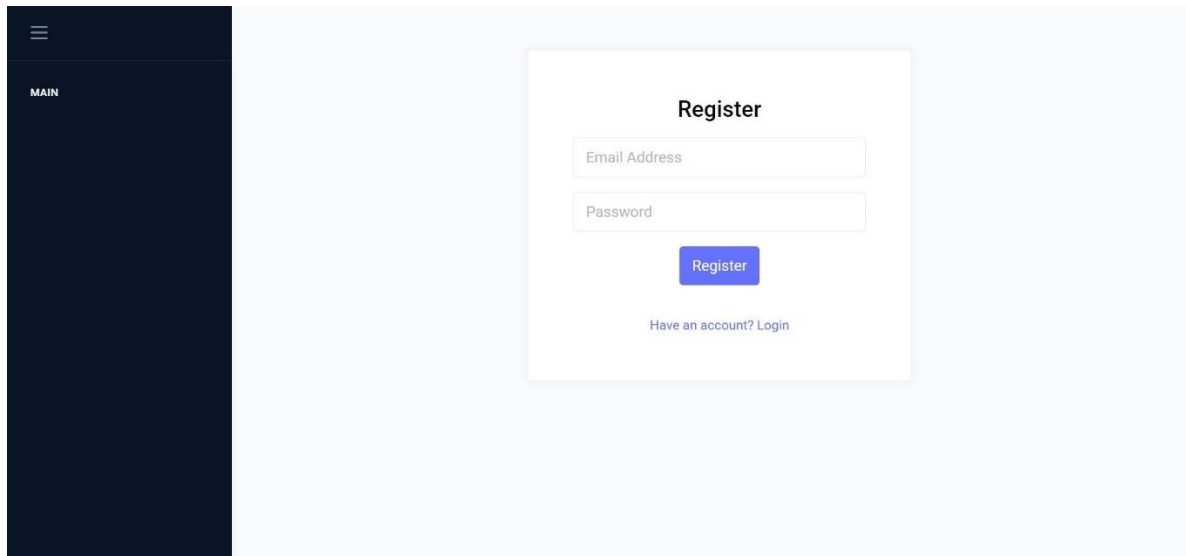 MAIN
Register
Email Address
Password
Register
Have an account? Login